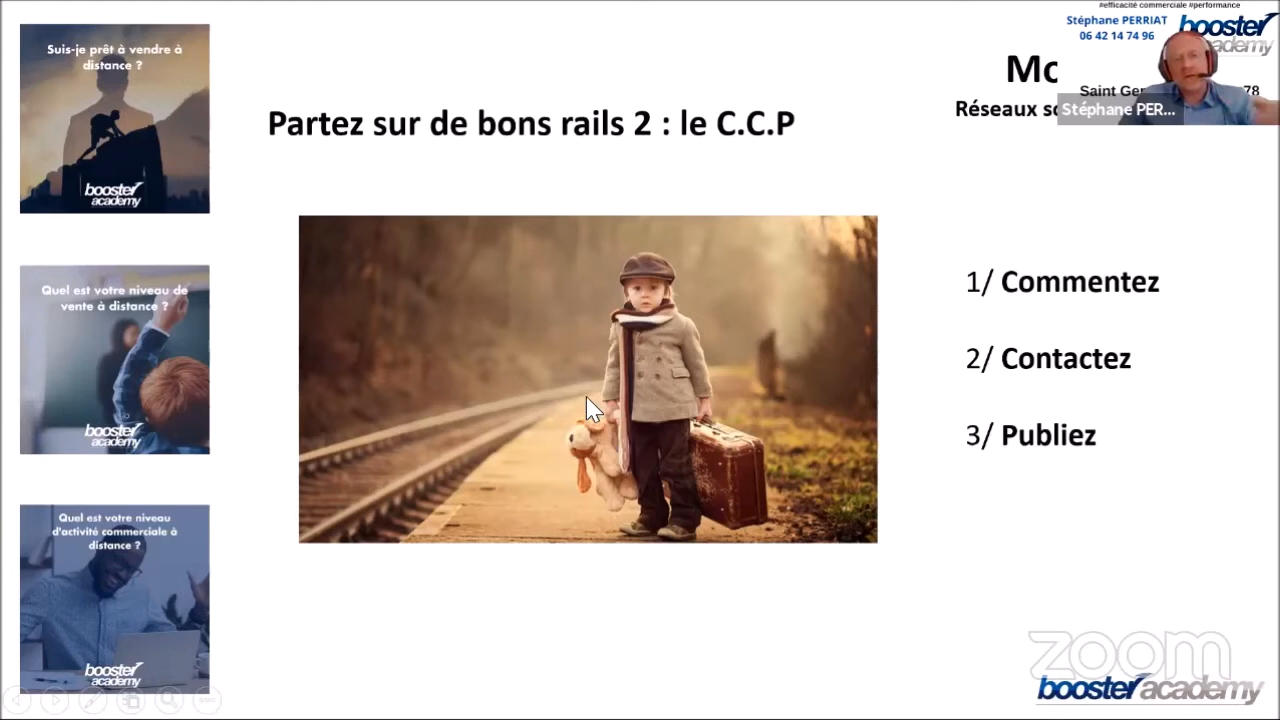 #efficacité commerciale #performance
Stéphane PERRIAT
06 42 14 74 96
booster
academy
Suis-je prêt à vendre à
distance ?
booster
academy
Partez sur de bons rails 2 : le C.C.P
Saint Ger
78
Réseaux so
Stéphane PER...
Quel est votre niveau de
vente à distance ?
booster
academy
1/ Commentez
2/ Contactez
3/ Publiez
Quel est votre niveau
d'activité commerciale à
distance ?
booster
academy
zoom
booster academy